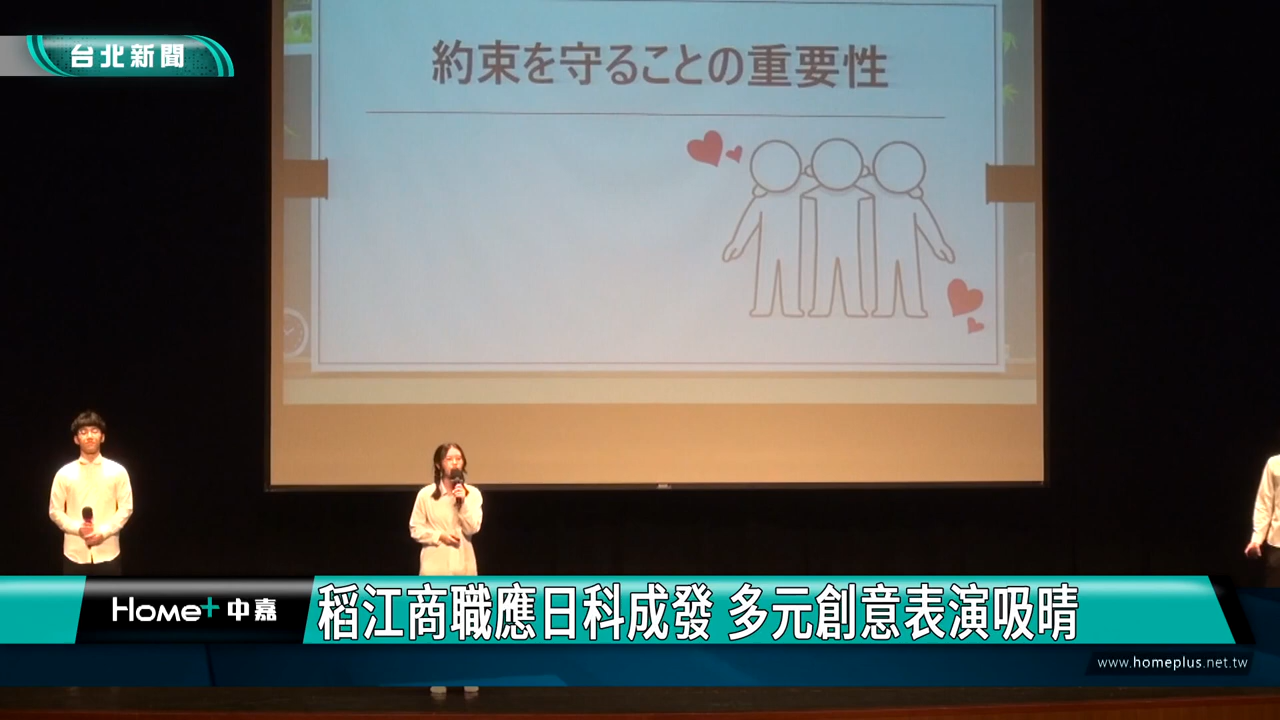 台北新聞
約束を守ることの重要性
Home+中嘉
稻江商職應日科成發 多元創意表演吸晴
www.homeplus.net.tw